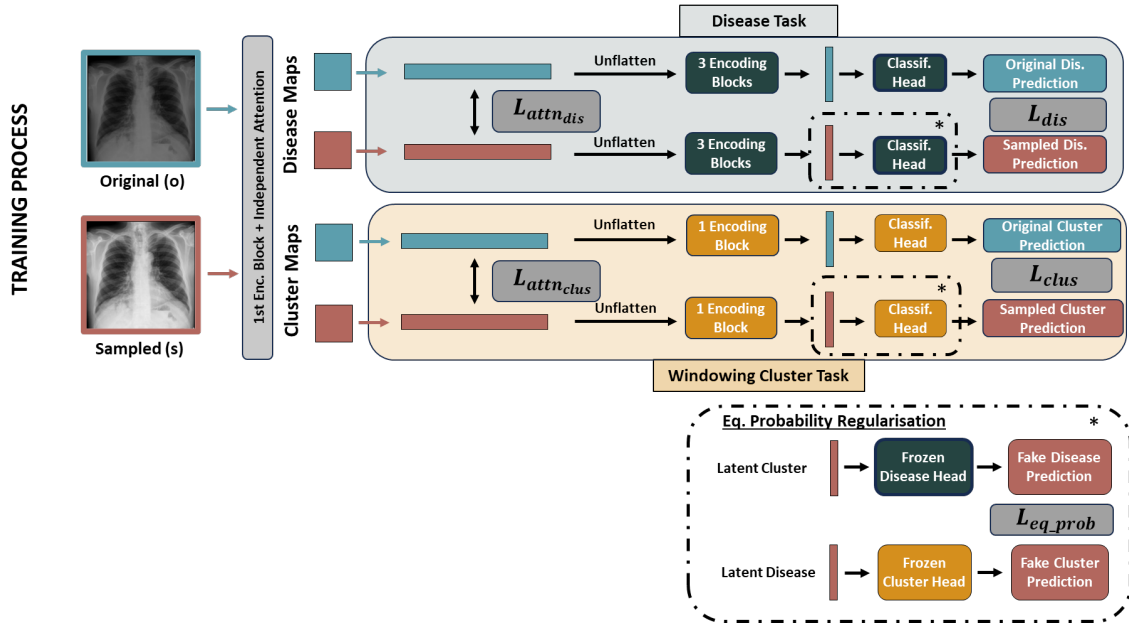 TRAINING PROCESS
Original (o)
Sampled (s)
1st Enc. Block + Independent Attention
Disease Maps
Cluster Maps
Disease Task
Unflatten
3 Encoding
Blocks
Classif.
Head
Original Dis.
Prediction
L_attn_dis
L_dis
Unflatten
3 Encoding
Blocks
Classif.
Head
*
Sampled Dis.
Prediction
Unflatten
1 Encoding
Block
Classif.
Head
Original Cluster
Prediction
L_attn_clus
L_clus
Unflatten
1 Encoding
Block
Classif.
Head
*
Sampled Cluster
Prediction
Windowing Cluster Task
Eq. Probability Regularisation
*
Latent Cluster
Frozen
Disease Head
Fake Disease
Prediction
L_eq_prob
Latent Disease
Frozen
Cluster Head
Fake Cluster
Prediction